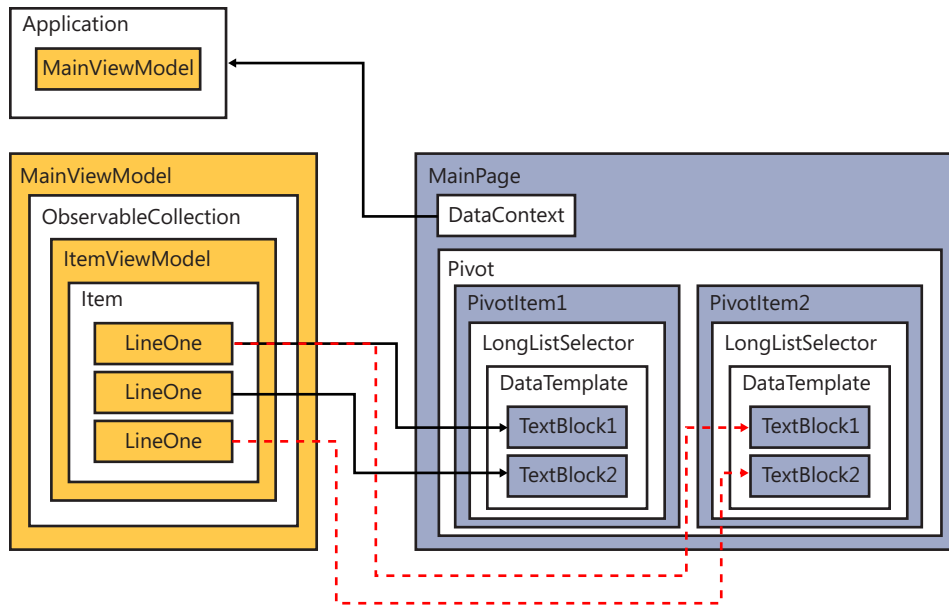 Application
MainViewModel
MainViewModel
ObservableCollection
ItemViewModel
Item
LineOne
LineOne
LineOne
MainPage
DataContext
Pivot
PivotItem1
LongListSelector
DataTemplate
TextBlock1
TextBlock2
PivotItem2
LongListSelector
DataTemplate
TextBlock1
TextBlock2